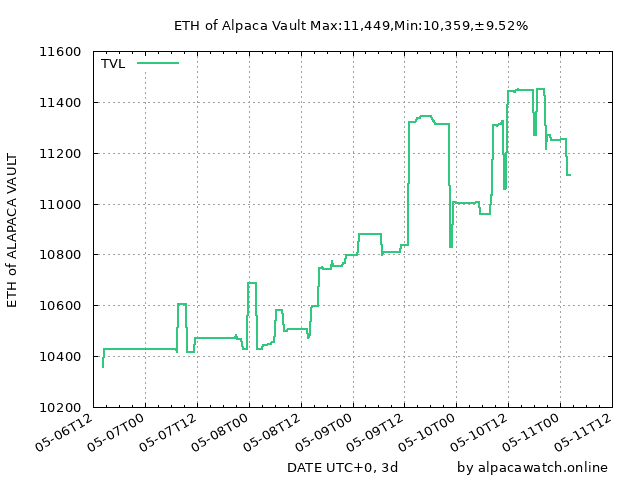 ETH of Alpaca Vault Max:11,449,Min:10,359,±9.52%
TVL
11600
11400
11200
11000
10800
10600
10400
10200
ETH of ALAPACA VAULT
05-06T12
05-07T00
05-07T12
05-08T00
05-08T12
05-09T00
05-09T12
05-10T00
05-10T12
05-11T00
05-11T12
DATE UTC+0, 3d
by alpacawatch.online